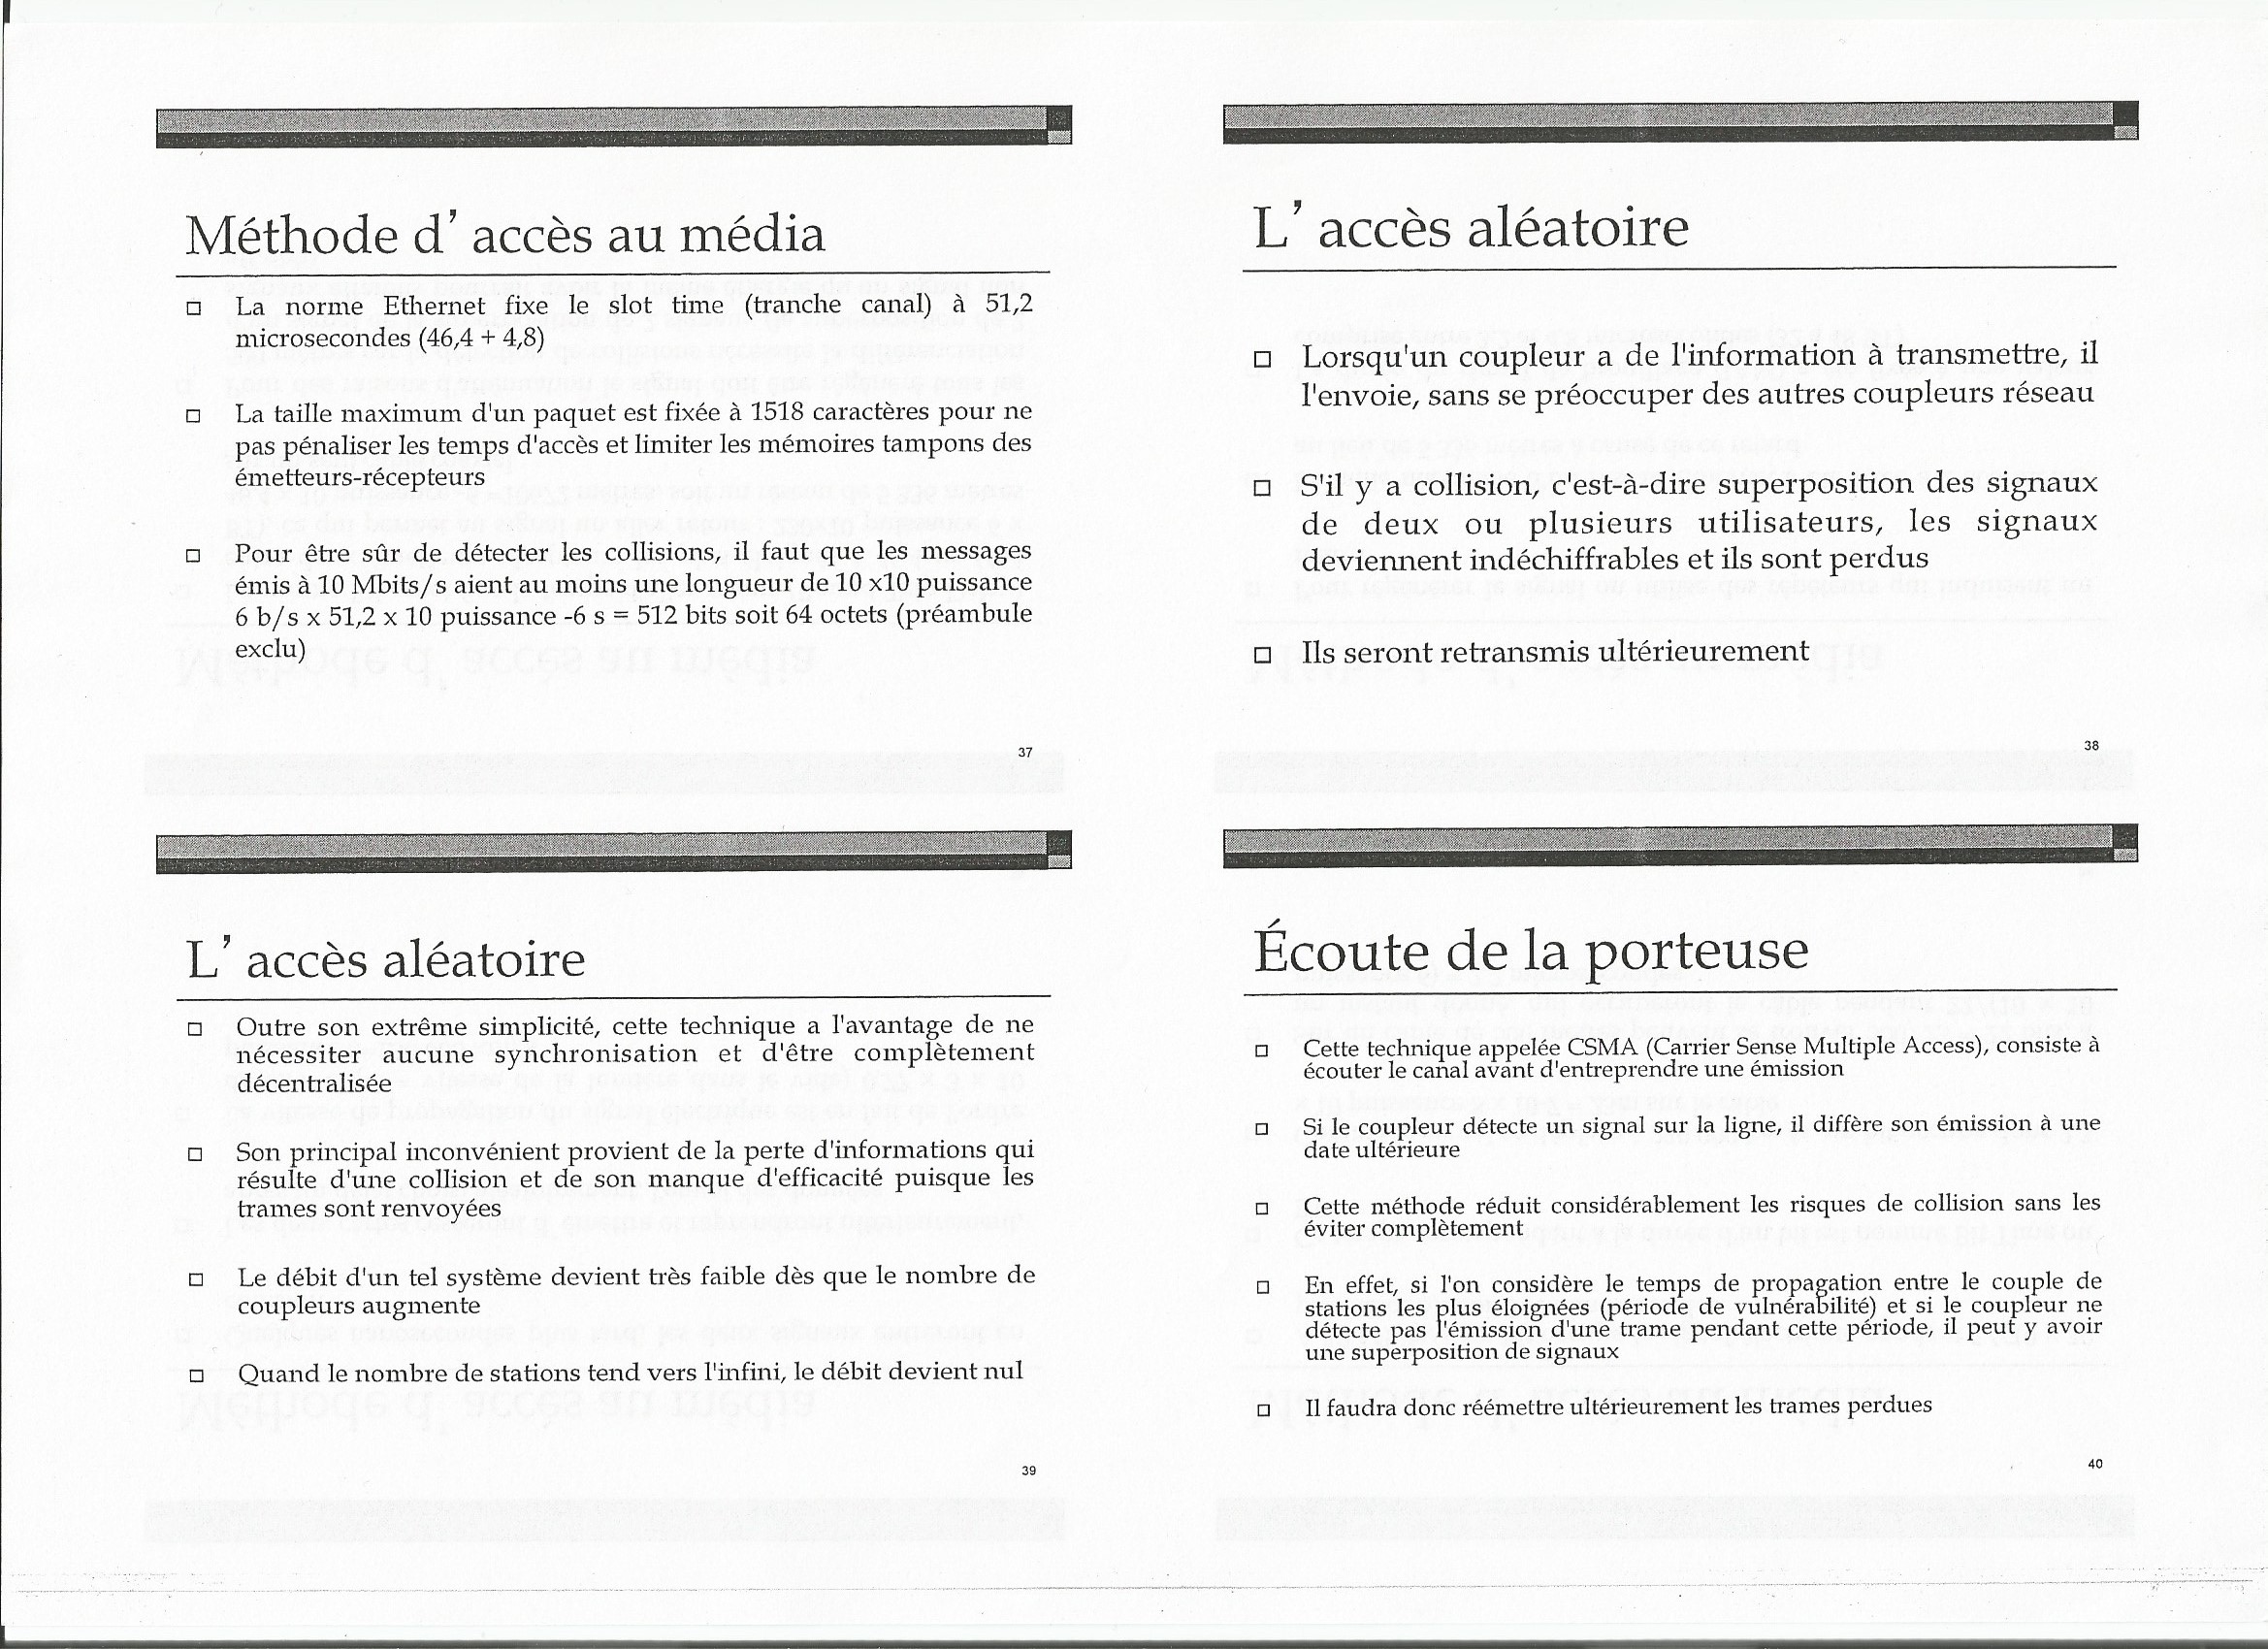 Méthode d' accès au média
La norme Ethernet fixe le slot time (tranche canal) à 51,2
microsecondes (46,4 + 4,8)
La taille maximum d'un paquet est fixée à 1518 caractères pour ne
pas pénaliser les temps d'accès et limiter les mémoires tampons des
émetteurs-récepteurs
Pour être sûr de détecter les collisions, il faut que les messages
émis à 10 Mbits/s aient au moins une longueur de 10 x10 puissance
6 b/s x 51,2 x 10 puissance -6 s = 512 bits soit 64 octets (préambule
exclu)
37
L' accès aléatoire
Lorsqu'un coupleur a de l'information à transmettre, il
l'envoie, sans se préoccuper des autres coupleurs réseau
S'il y a collision, c'est-à-dire superposition des signaux
de deux ou plusieurs utilisateurs, les signaux
deviennent indéchiffrables et ils sont perdus
Ils seront retransmis ultérieurement
38
L' accès aléatoire
Outre son extrême simplicité, cette technique a l'avantage de ne
nécessiter aucune synchronisation et d'être complètement
décentralisée
Son principal inconvénient provient de la perte d'informations qui
résulte d'une collision et de son manque d'efficacité puisque les
trames sont renvoyées
Le débit d'un tel système devient très faible dès que le nombre de
coupleurs augmente
Quand le nombre de stations tend vers l'infini, le débit devient nul
39
Écoute de la porteuse
Cette technique appelée CSMA (Carrier Sense Multiple Access), consiste à
écouter le canal avant d'entreprendre une émission
Si le coupleur détecte un signal sur la ligne, il diffère son émission à une
date ultérieure
Cette méthode réduit considérablement les risques de collision sans les
éviter complètement
En effet, si l'on considère le temps de propagation entre le couple de
stations les plus éloignées (période de vulnérabilité) et si le coupleur ne
détecte pas l'émission d'une trame pendant cette période, il peut y avoir
une superposition de signaux
Il faudra donc réémettre ultérieurement les trames perdues
40